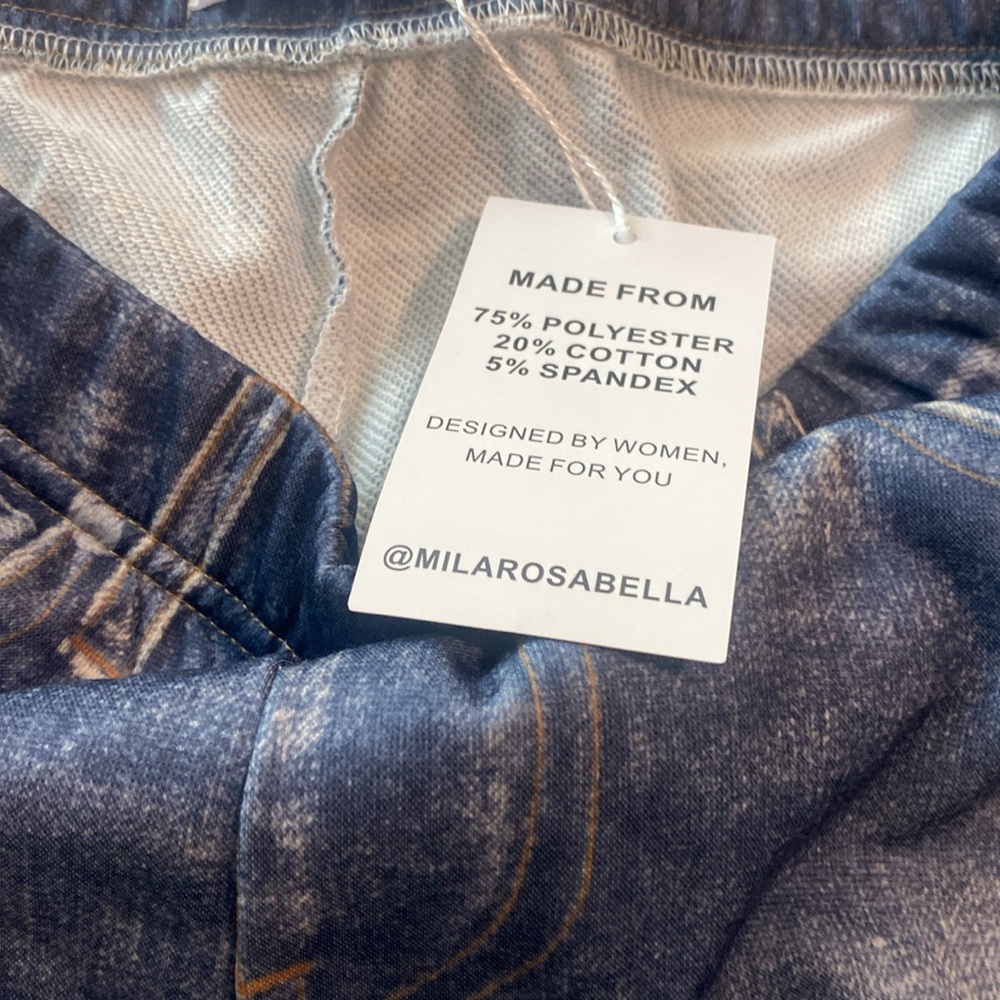 MADE FROM
75% POLYESTER
20% COTTON
5% SPANDEX
DESIGNED BY WOMEN,
MADE FOR YOU
@MILAROSABELLA